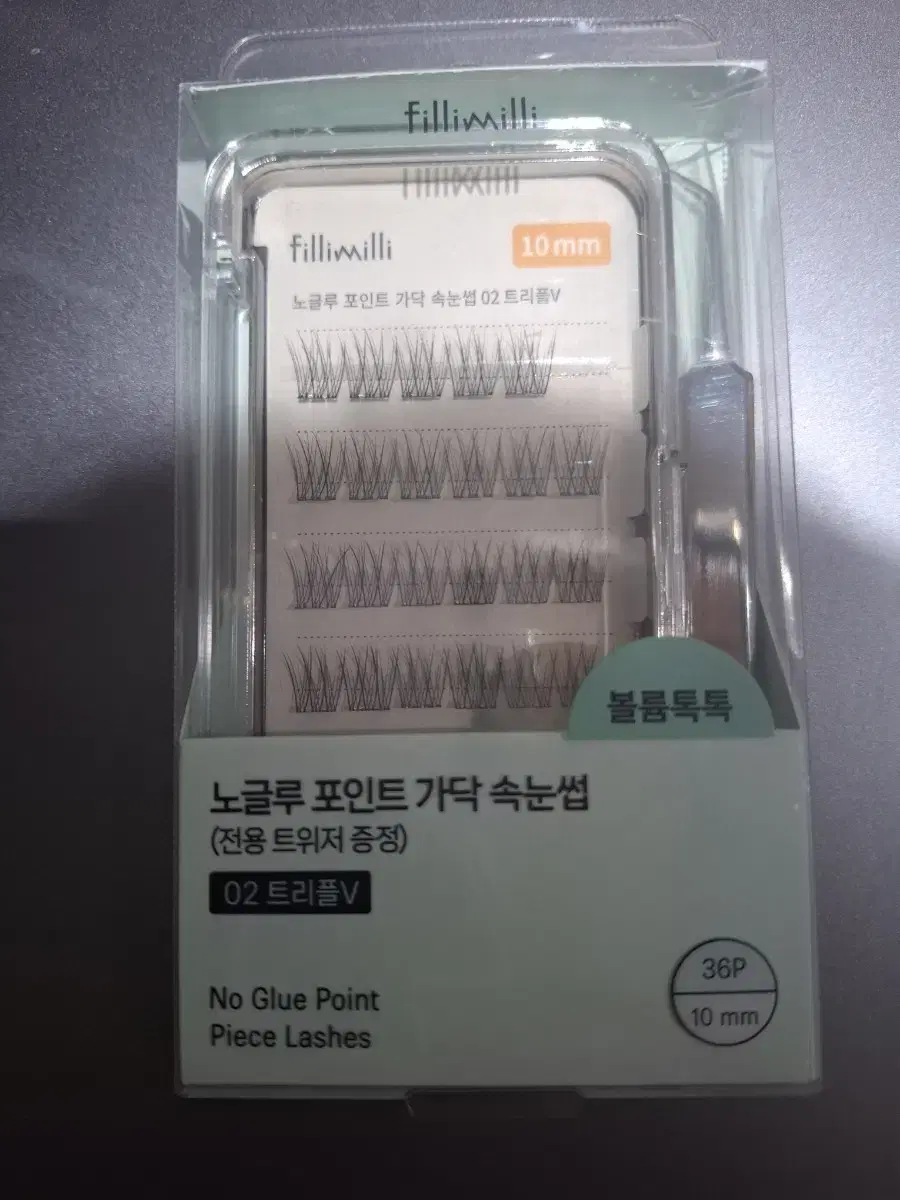 fillimilli
fillimilli
10 mm
노글루 포인트 가닥 속눈썹 02 트리플V
볼륨톡톡
노글루 포인트 가닥 속눈썹
(전용 트위저 증정)
02 트리플V
No Glue Point
Piece Lashes
36P
10 mm